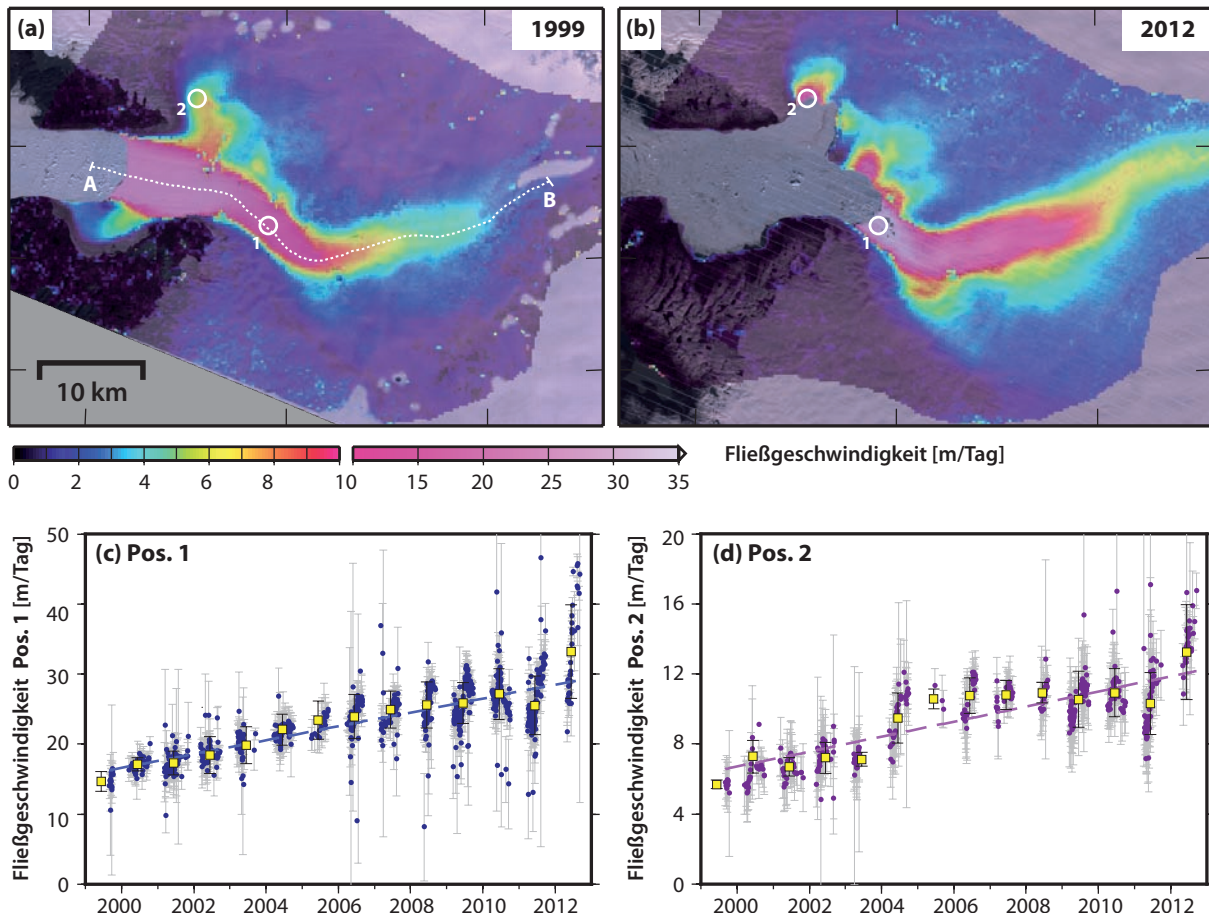 (a)
1999
2
A
1
B
10 km
(b)
2012
2
1
0 2 4 6 8 10 15 20 25 30 35
Fließgeschwindigkeit [m/Tag]
(c) Pos. 1
Fließgeschwindigkeit Pos. 1 [m/Tag]
50
40
30
20
10
0
2000 2002 2004 2006 2008 2010 2012
(d) Pos. 2
Fließgeschwindigkeit Pos. 2 [m/Tag]
20
16
12
8
4
0
2000 2002 2004 2006 2008 2010 2012